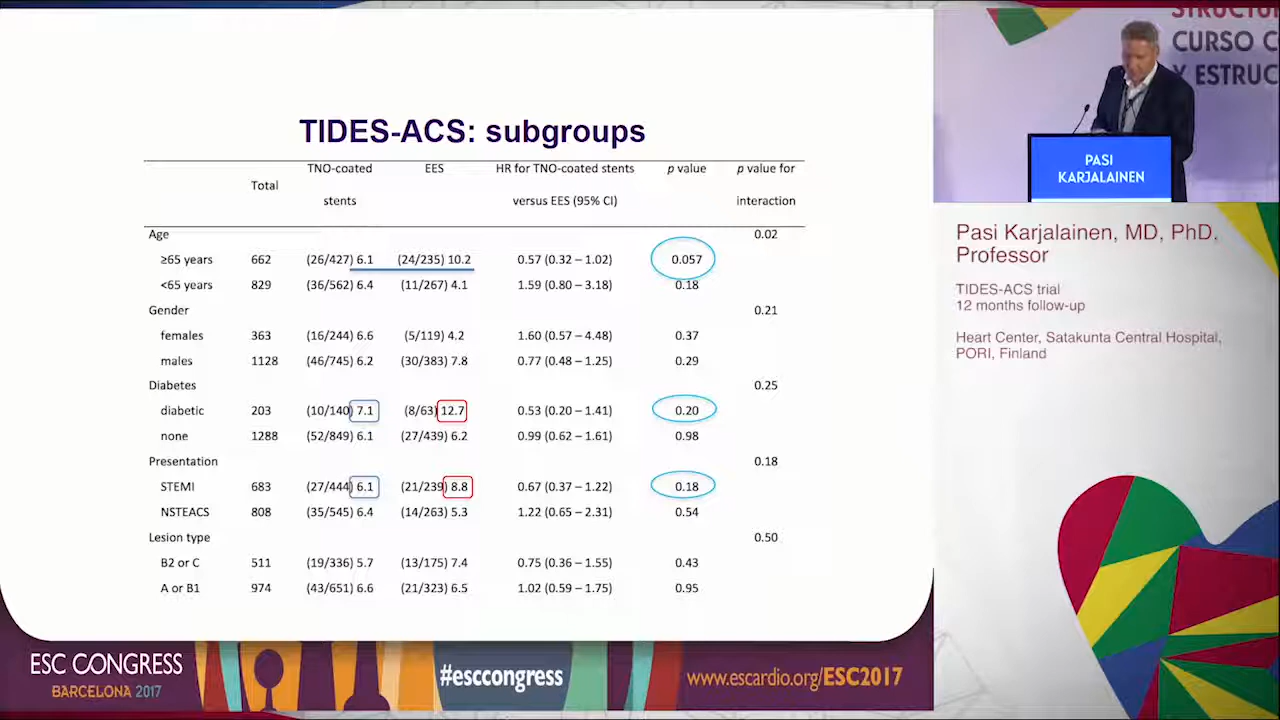 TIDES-ACS: subgroups
Total TNO-coated stents EES HR for TNO-coated stents versus EES (95% CI) p value p value for interaction
Age 0.02
≥65 years 662 (26/427) 6.1 (24/235) 10.2 0.57 (0.32 – 1.02) 0.057
<65 years 829 (36/562) 6.4 (11/267) 4.1 1.59 (0.80 – 3.18) 0.18
Gender 0.21
females 363 (16/244) 6.6 (5/119) 4.2 1.60 (0.57 – 4.48) 0.37
males 1128 (46/745) 6.2 (30/383) 7.8 0.77 (0.48 – 1.25) 0.29
Diabetes 0.25
diabetic 203 (10/140) 7.1 (8/63) 12.7 0.53 (0.20 – 1.41) 0.20
none 1288 (52/849) 6.1 (27/439) 6.2 0.99 (0.62 – 1.61) 0.98
Presentation 0.18
STEMI 683 (27/444) 6.1 (21/239) 8.8 0.67 (0.37 – 1.22) 0.18
NSTEACS 808 (35/545) 6.4 (14/263) 5.3 1.22 (0.65 – 2.31) 0.54
Lesion type 0.50
B2 or C 511 (19/336) 5.7 (13/175) 7.4 0.75 (0.36 – 1.55) 0.43
A or B1 974 (43/651) 6.6 (21/323) 6.5 1.02 (0.59 – 1.75) 0.95
CURSO C
Y ESTRUC
PASI
KARJALAINEN
Pasi Karjalainen, MD, PhD,
Professor
TIDES-ACS trial
12 months follow-up
Heart Center, Satakunta Central Hospital,
PORI, Finland
ESC CONGRESS
BARCELONA 2017
#esccongress
www.escardio.org/ESC2017